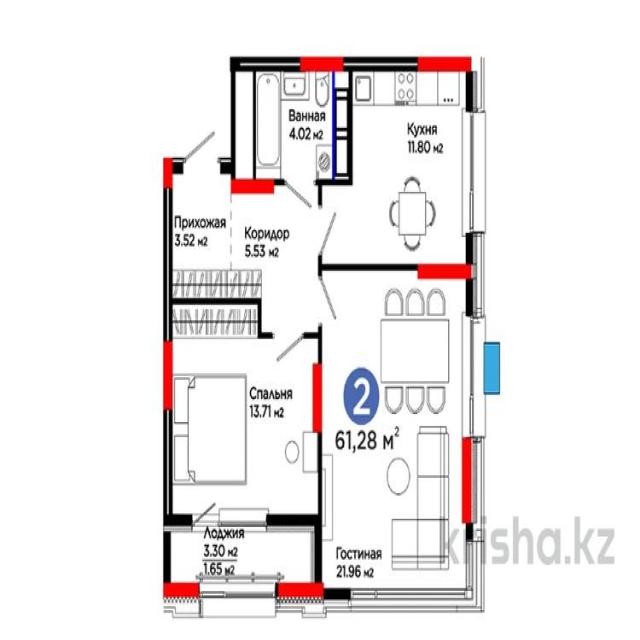 Ванная
4.02 м2
Кухня
11.80 м2
Прихожая
3.52 м2
Коридор
5.53 м2
Спальня
13.71 м2
2
61,28 м2
Лоджия
3.30 м2
1.65 м2
Гостиная
21.96 м2
krisha.kz